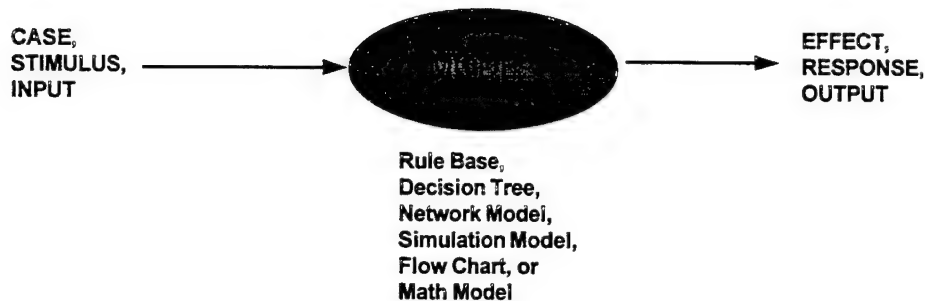 CASE,
STIMULUS,
INPUT
EFFECT,
RESPONSE,
OUTPUT
Rule Base,
Decision Tree,
Network Model,
Simulation Model,
Flow Chart, or
Math Model